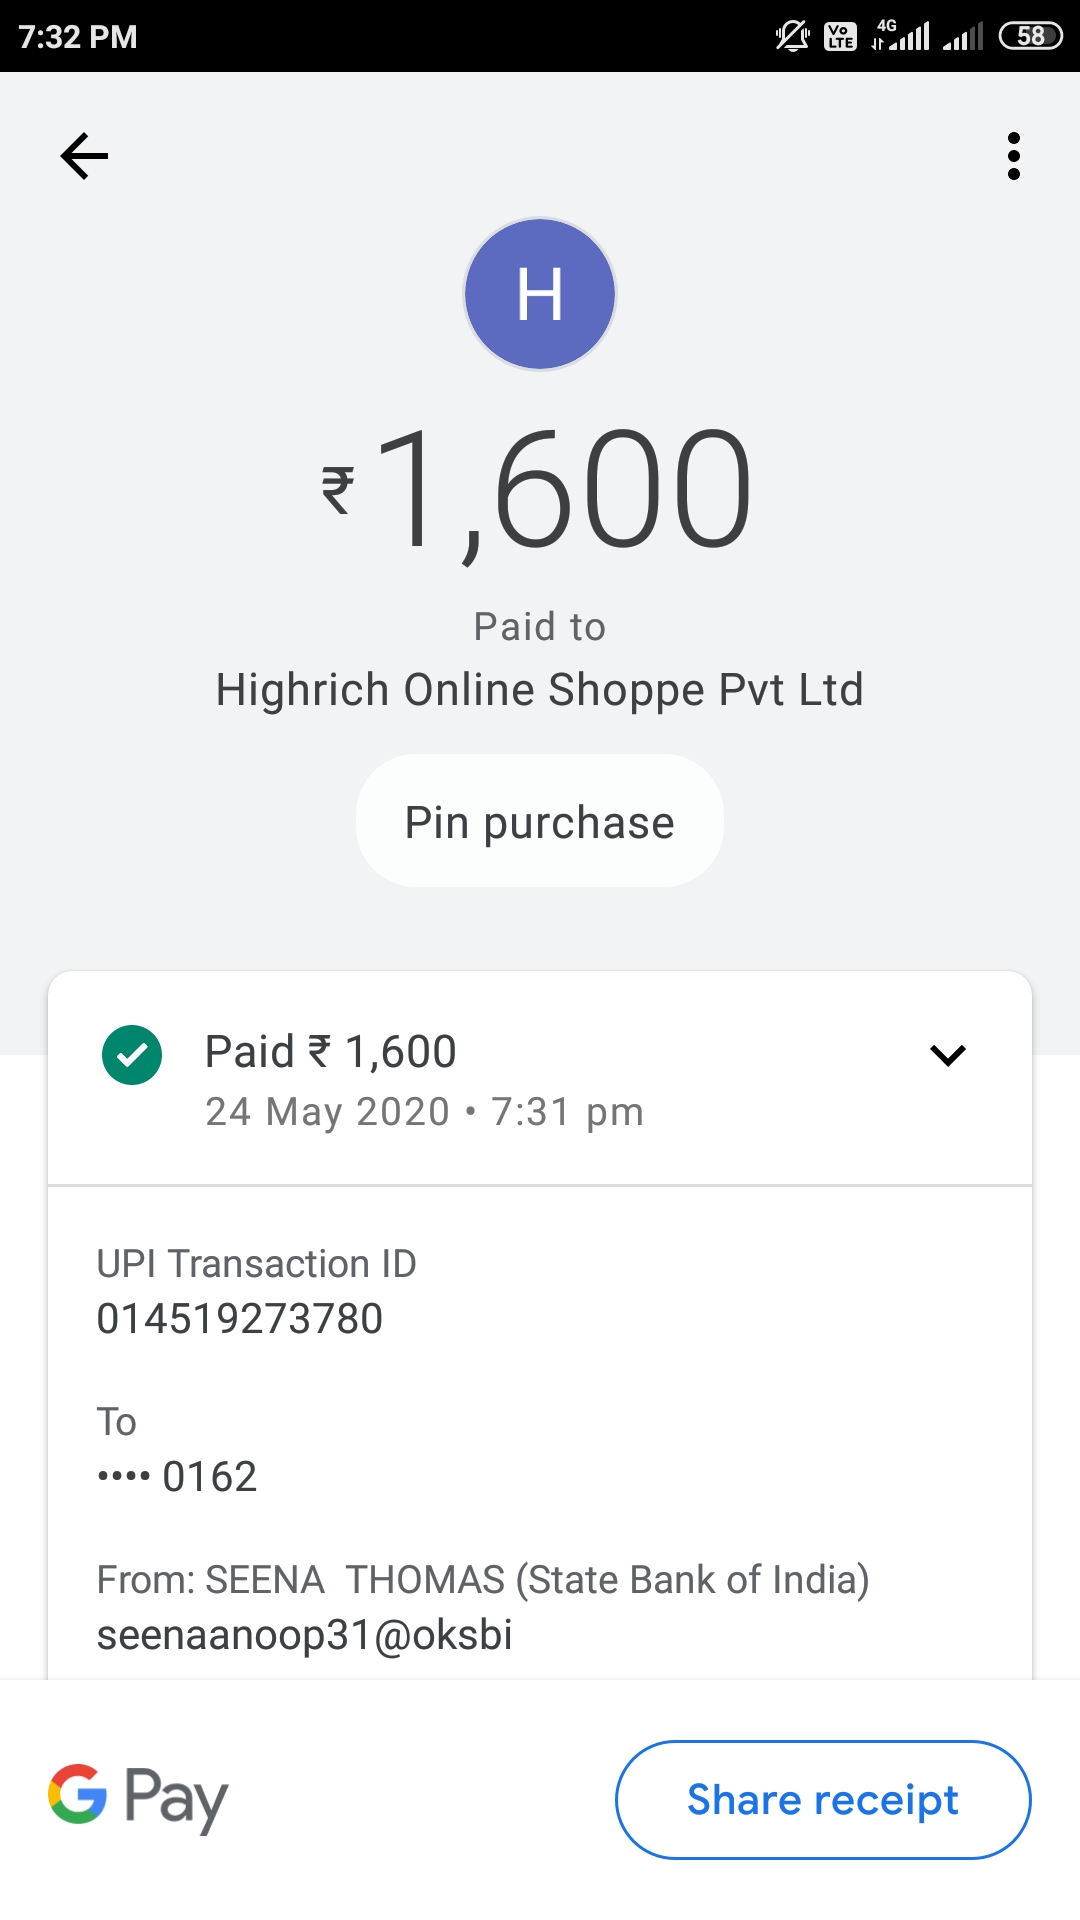 7:32 PM
Vo LTE
4G
58
H
₹1,600
Paid to
Highrich Online Shoppe Pvt Ltd
Pin purchase
Paid ₹ 1,600
24 May 2020 • 7:31 pm
UPI Transaction ID
014519273780
To
•••• 0162
From: SEENA  THOMAS (State Bank of India)
seenaanoop31@oksbi
G Pay
Share receipt